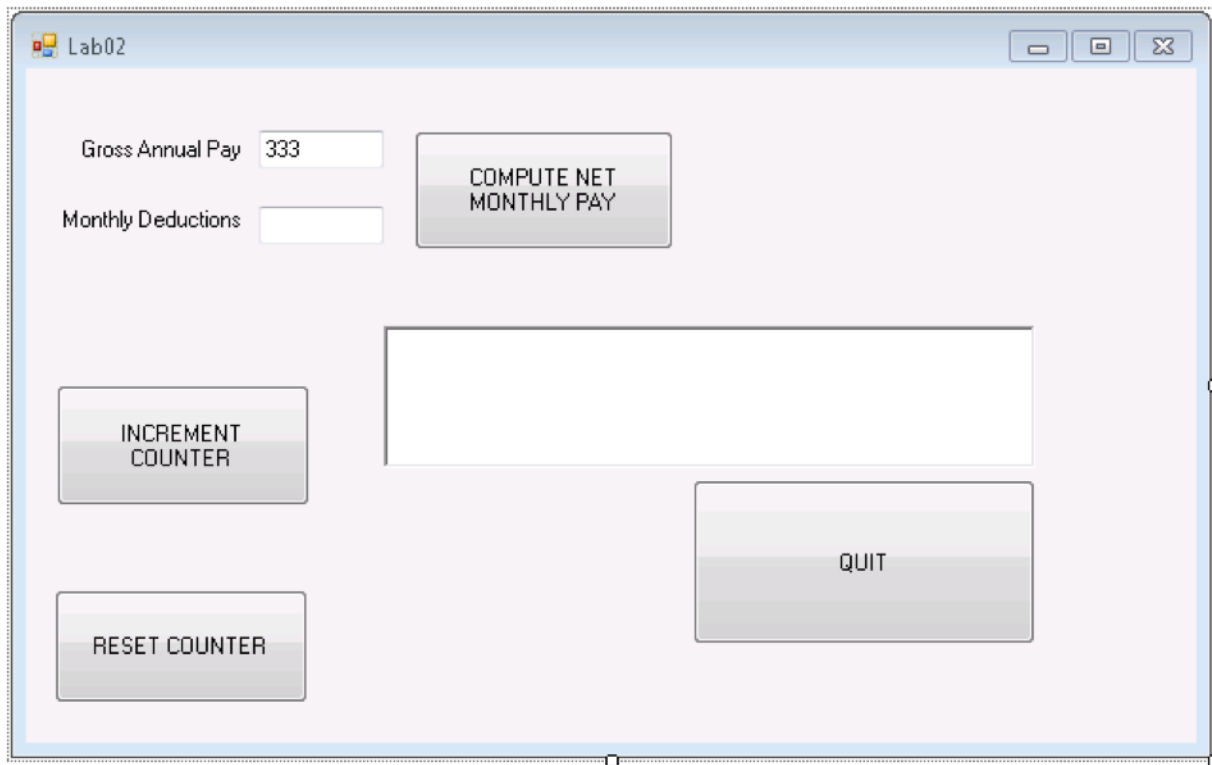 Lab02
Gross Annual Pay 333
COMPUTE NET
MONTHLY PAY
Monthly Deductions
INCREMENT
COUNTER
QUIT
RESET COUNTER